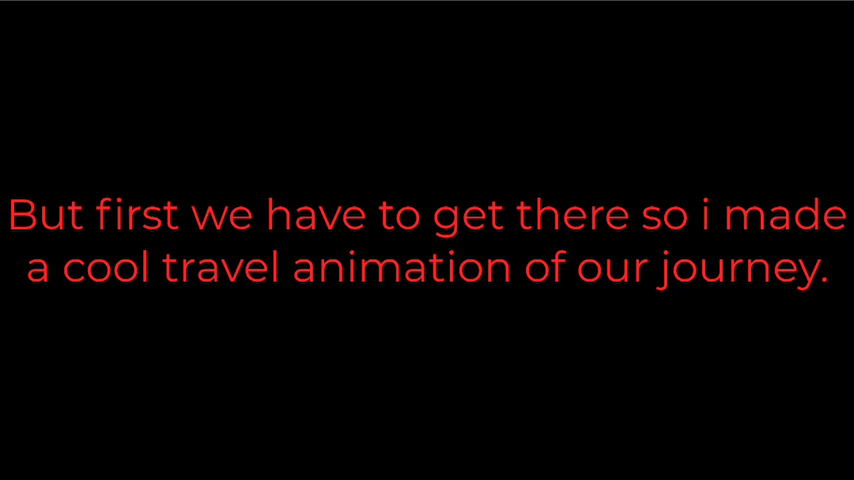 But first we have to get there so i made
a cool travel animation of our journey.